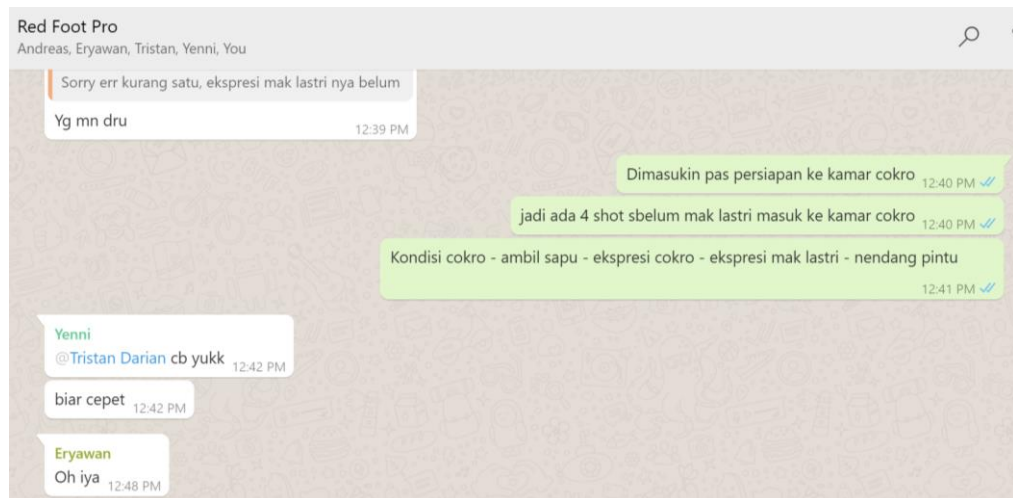 Red Foot Pro
Andreas, Eryawan, Tristan, Yenni, You
Sorry err kurang satu, ekspresi mak lastri nya belum
Yg mn dru
12:39 PM
Dimasukin pas persiapan ke kamar cokro 12:40 PM
jadi ada 4 shot sbelum mak lastri masuk ke kamar cokro 12:40 PM
Kondisi cokro - ambil sapu - ekspresi cokro - ekspresi mak lastri - nendang pintu
12:41 PM
Yenni
@Tristan Darian cb yukk 12:42 PM
biar cepet 12:42 PM
Eryawan
Oh iya 12:48 PM